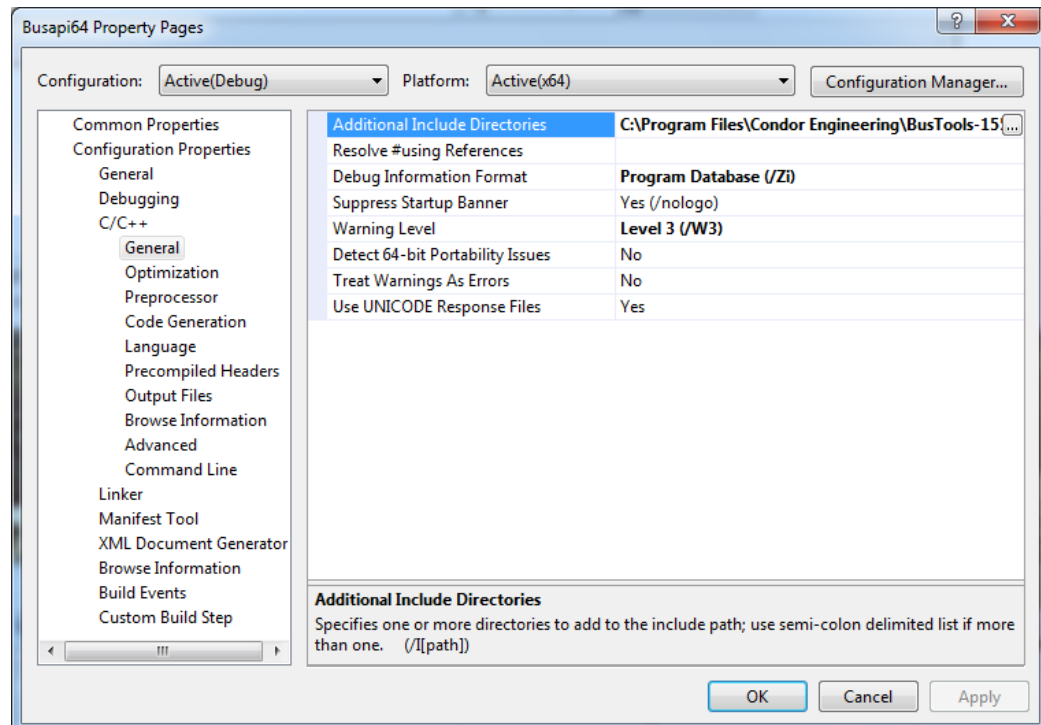 Busapi64 Property Pages
Configuration: Active(Debug) Platform: Active(x64) Configuration Manager...
Common Properties
Configuration Properties
General
Debugging
C/C++
General
Optimization
Preprocessor
Code Generation
Language
Precompiled Headers
Output Files
Browse Information
Advanced
Command Line
Linker
Manifest Tool
XML Document Generator
Browse Information
Build Events
Custom Build Step
Additional Include Directories C:\Program Files\Condor Engineering\BusTools-15 ...
Resolve #using References
Debug Information Format Program Database (/Zi)
Suppress Startup Banner Yes (/nologo)
Warning Level Level 3 (/W3)
Detect 64-bit Portability Issues No
Treat Warnings As Errors No
Use UNICODE Response Files Yes
Additional Include Directories
Specifies one or more directories to add to the include path; use semi-colon delimited list if more
than one. (/I[path])
OK Cancel Apply